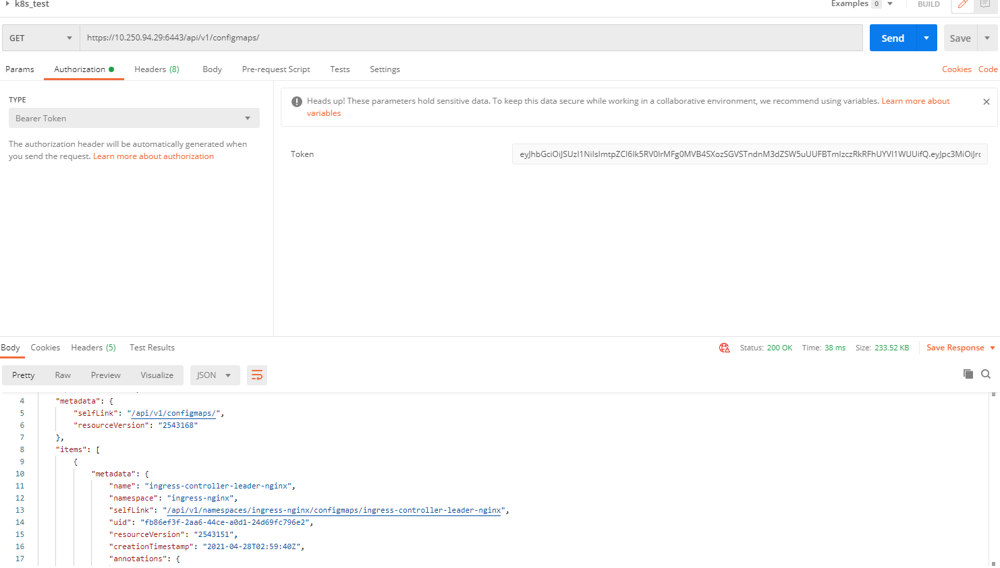 k8s_test
Examples 0 BUILD
GET https://10.250.94.29:6443/api/v1/configmaps/ Send Save
Params Authorization Headers (8) Body Pre-request Script Tests Settings Cookies Code
TYPE
Bearer Token
The authorization header will be automatically generated when
you send the request. Learn more about authorization
Heads up! These parameters hold sensitive data. To keep this data secure while working in a collaborative environment, we recommend using variables. Learn more about
variables
Token
Body Cookies Headers (5) Test Results Status: 200 OK Time: 38 ms Size: 233.52 KB Save Response
Pretty Raw Preview Visualize JSON
4 "metadata": {
5 "selfLink": "/api/v1/configmaps/",
6 "resourceVersion": "2543168"
7 },
8 "items": [
9 {
10 "metadata": {
11 "name": "ingress-controller-leader-nginx",
12 "namespace": "ingress-nginx",
13 "selfLink": "/api/v1/namespaces/ingress-nginx/configmaps/ingress-controller-leader-nginx",
14 "uid": "fb86ef3f-2aa6-44ce-a0d1-24d69fc796e2",
15 "resourceVersion": "2543151",
16 "creationTimestamp": "2021-04-28T02:59:40Z",
17 "annotations": {